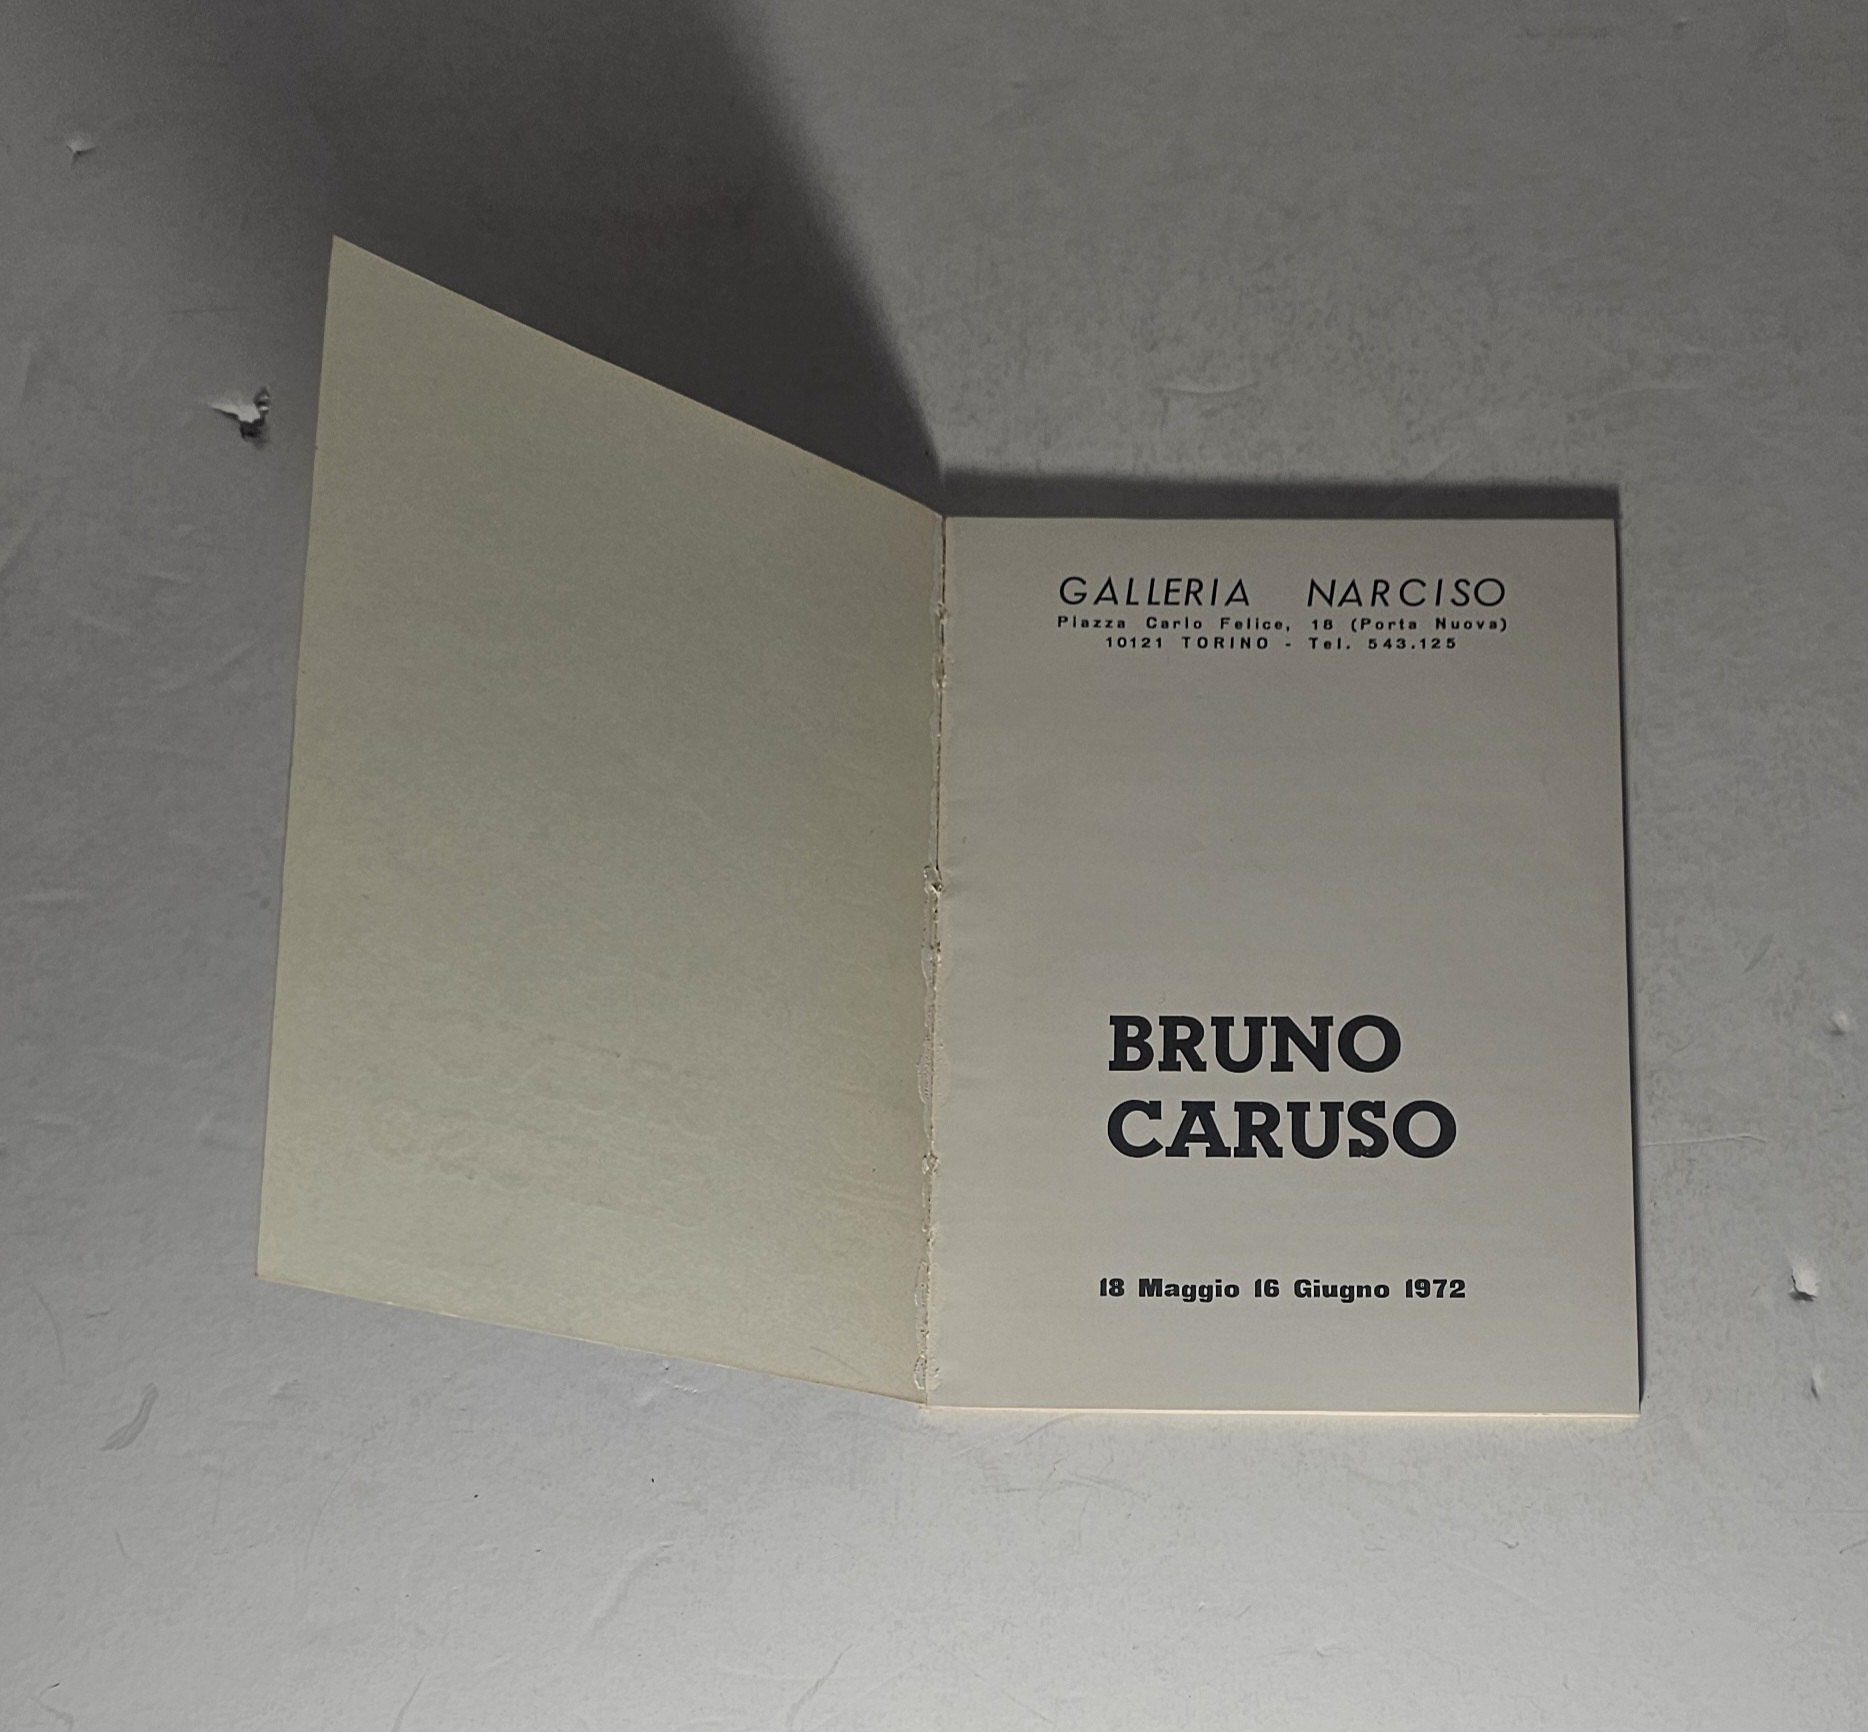 GALLERIA NARCISO
Piazza Carlo Felice, 18 (Porta Nuova)
10121 TORINO - Tel. 543.125
BRUNO
CARUSO
18 Maggio 16 Giugno 1972